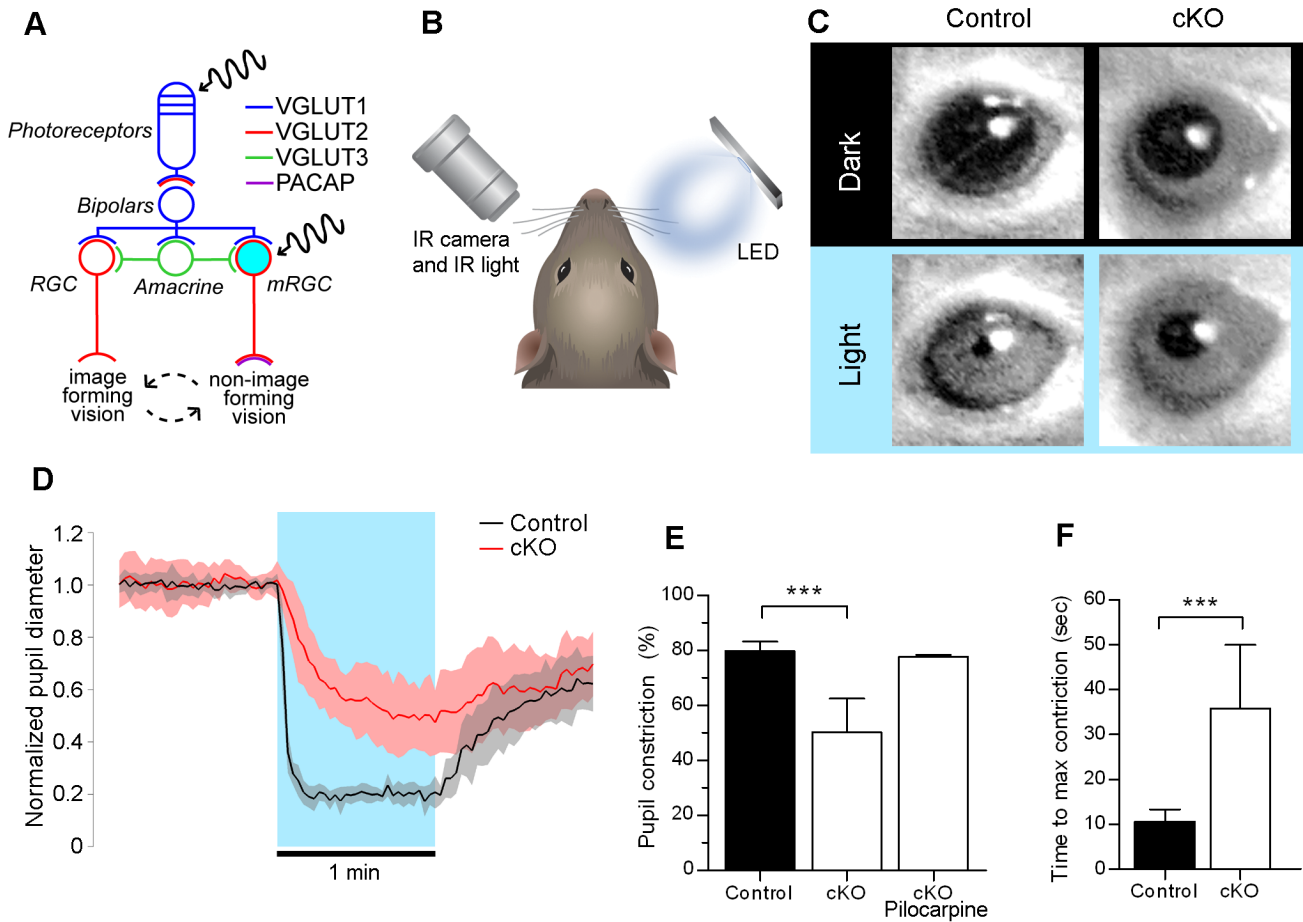 A
Photoreceptors
Bipolars
RGC
Amacrine
mRGC
image
forming
vision
non-image
forming
vision
VGLUT1
VGLUT2
VGLUT3
PACAP
B
IR camera
and IR light
LED
C
Control
cKO
Dark
Light
D
Normalized pupil diameter
1.2
1.0
0.8
0.6
0.4
0.2
0
Control
cKO
1 min
E
Pupil constriction (%)
100
80
60
40
20
0
***
Control
cKO
cKO
Pilocarpine
F
Time to max contriction (sec)
60
50
40
30
20
10
0
***
Control
cKO